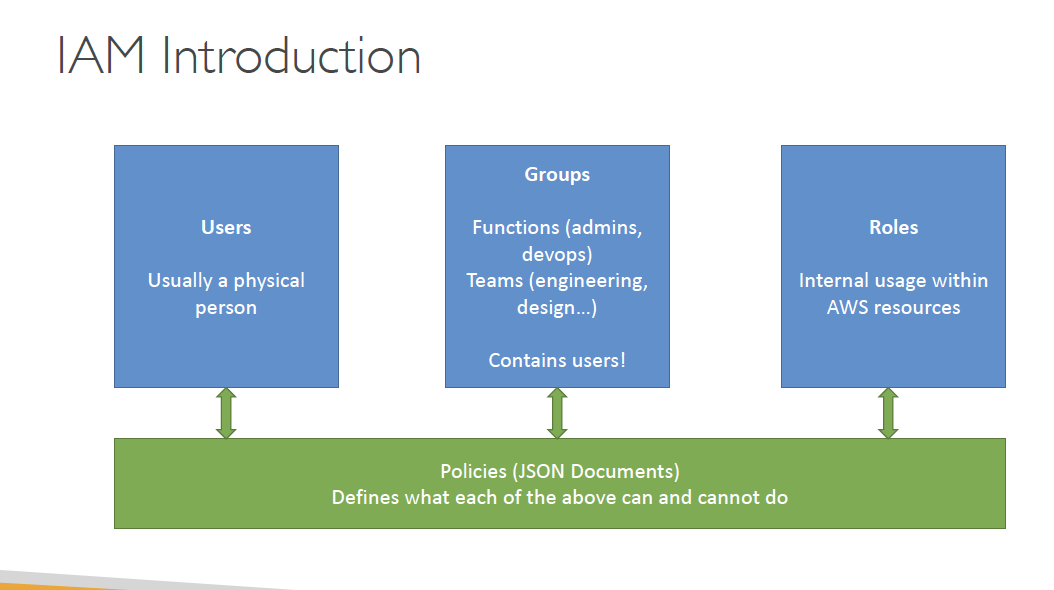 IAM Introduction
Users
Usually a physical
person
Groups
Functions (admins,
devops)
Teams (engineering,
design…)
Contains users!
Roles
Internal usage within
AWS resources
Policies (JSON Documents)
Defines what each of the above can and cannot do